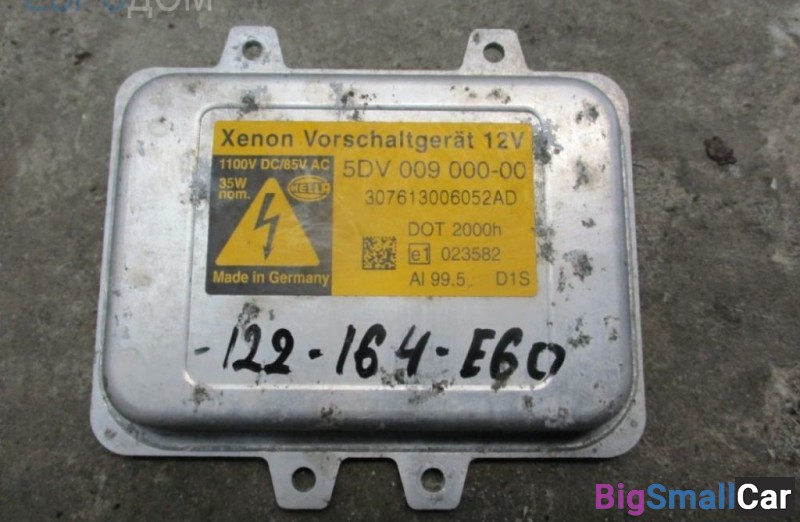 ЕВРОДОМ
Xenon Vorschaltgerät 12V
1100V DC/85V AC
35W
nom.
HELLA
Made in Germany
5DV 009 000-00
307613006052AD
DOT 2000h
e1 023582
Al 99.5 D1S
-122-164-E60
BigSmallCar